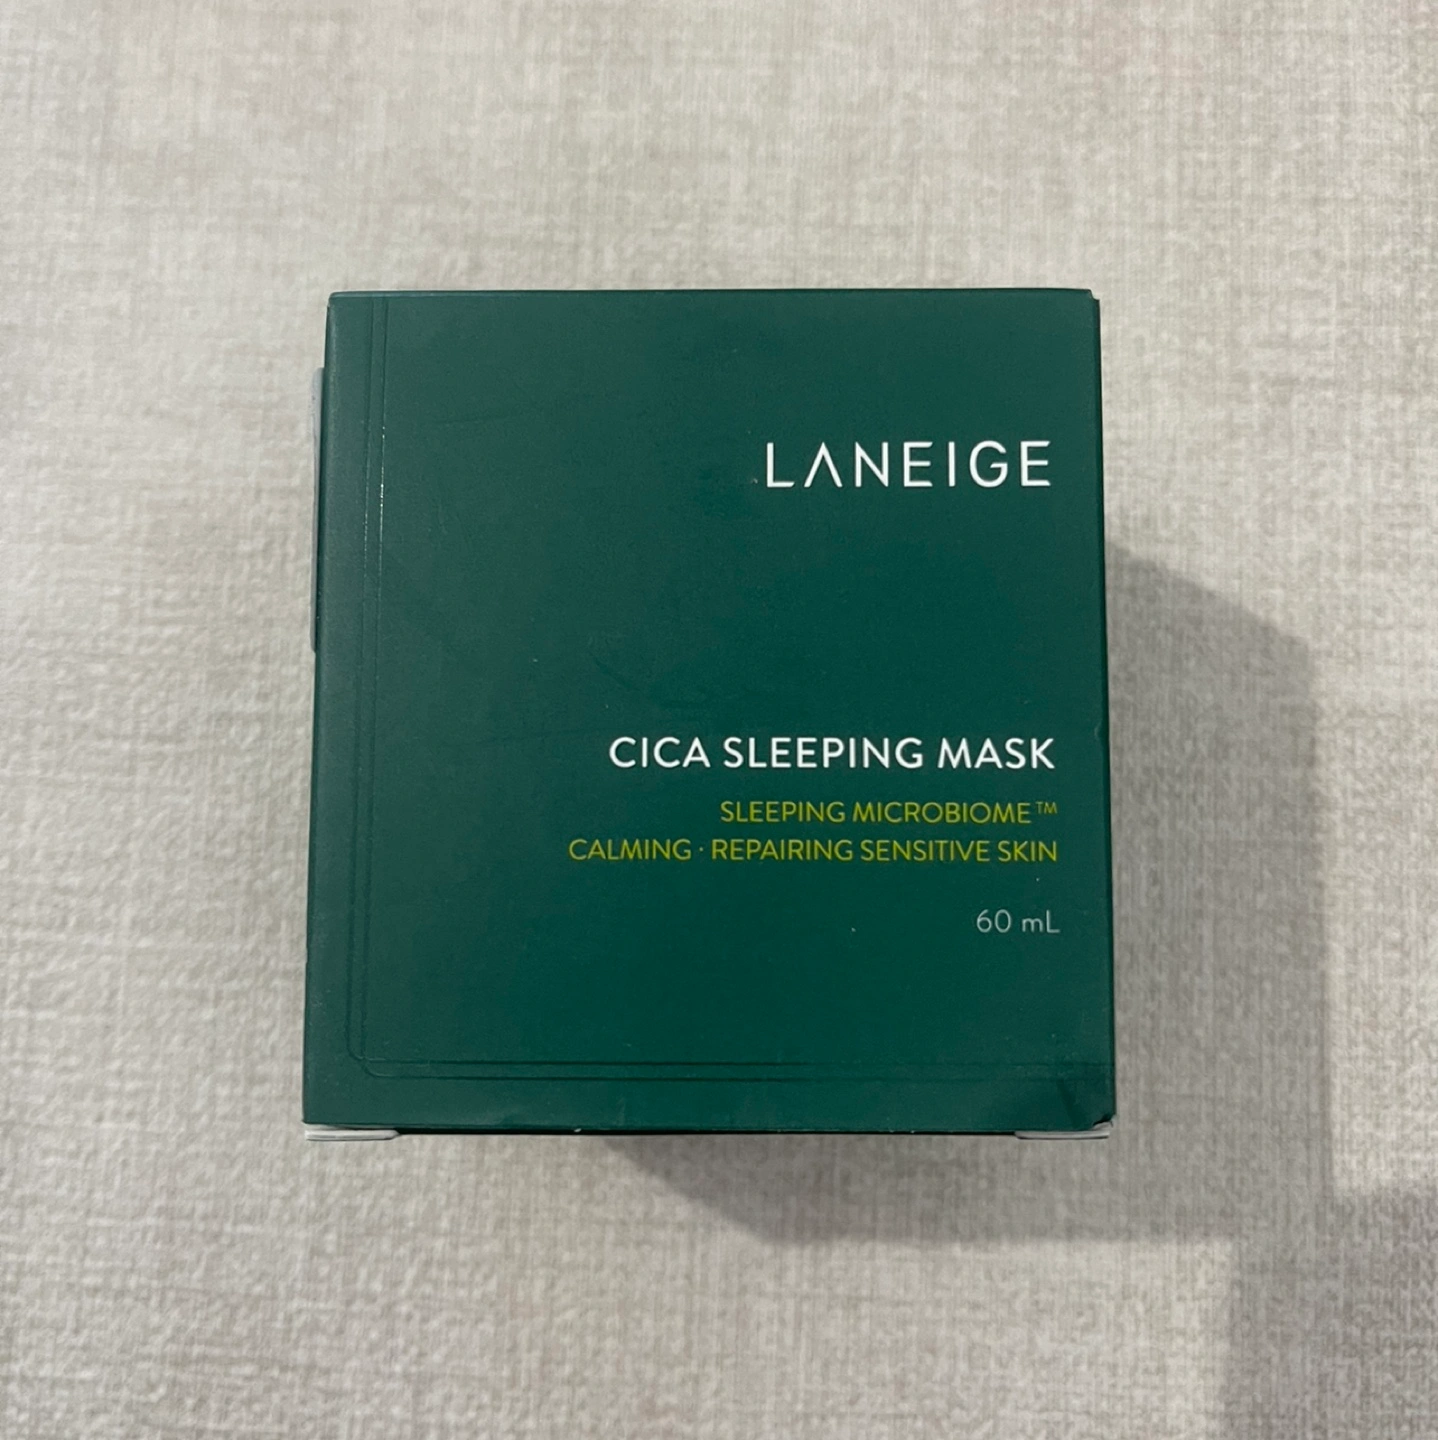 LANEIGE
CICA SLEEPING MASK
SLEEPING MICROBIOME™
CALMING · REPAIRING SENSITIVE SKIN
60 mL